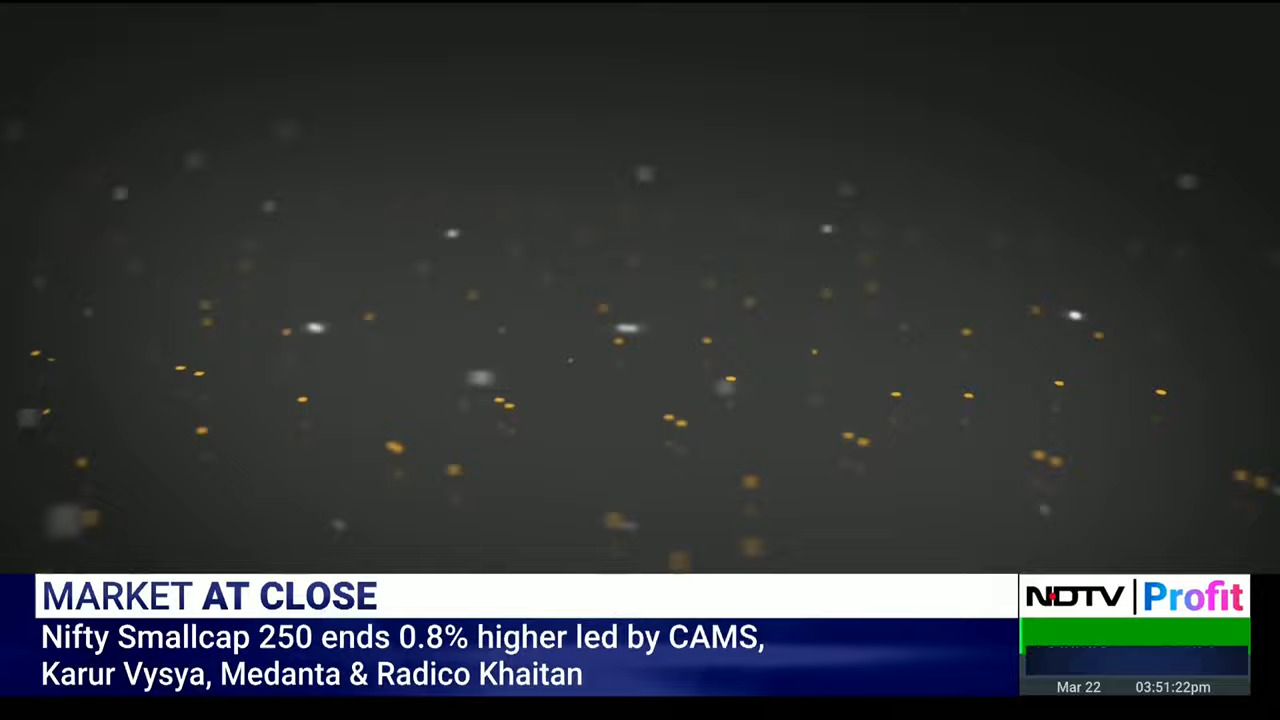 MARKET AT CLOSE
Nifty Smallcap 250 ends 0.8% higher led by CAMS,
Karur Vysya, Medanta & Radico Khaitan
NDTV Profit
Mar 22 03:51:22pm